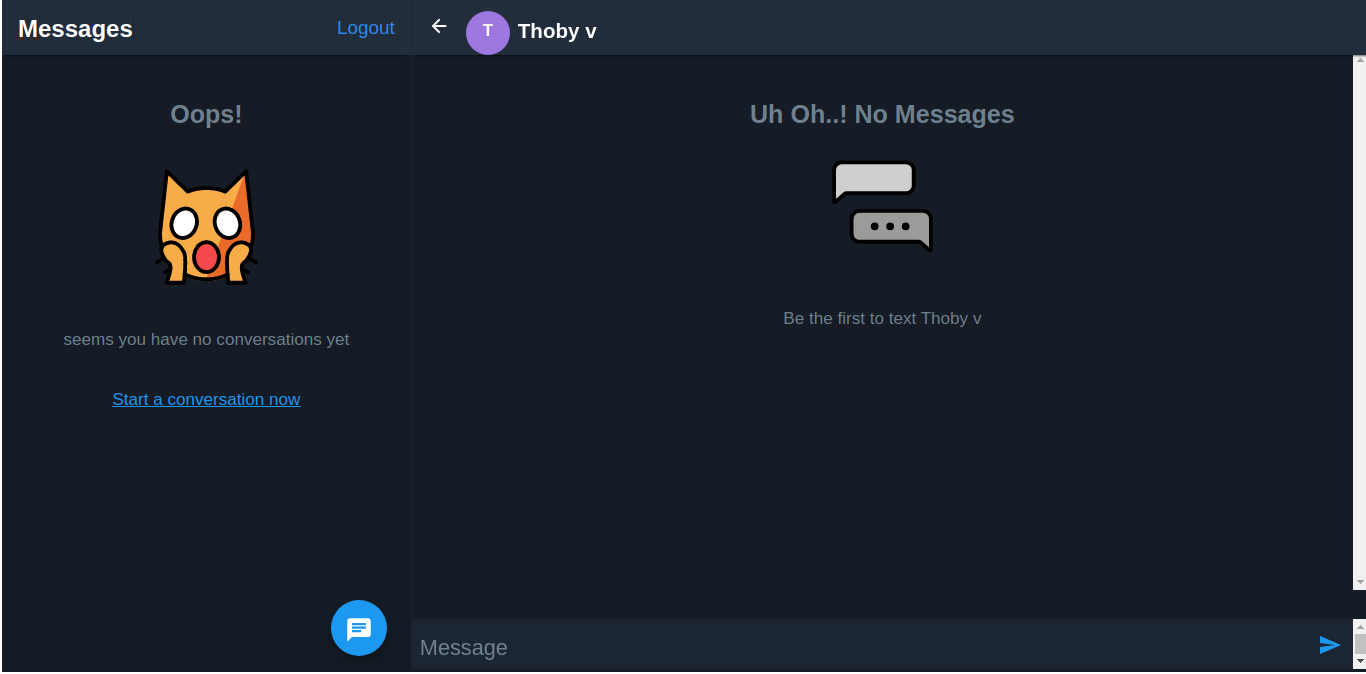 Messages
Logout
Oops!
seems you have no conversations yet
Start a conversation now
T
Thoby v
Uh Oh..! No Messages
Be the first to text Thoby v
Message